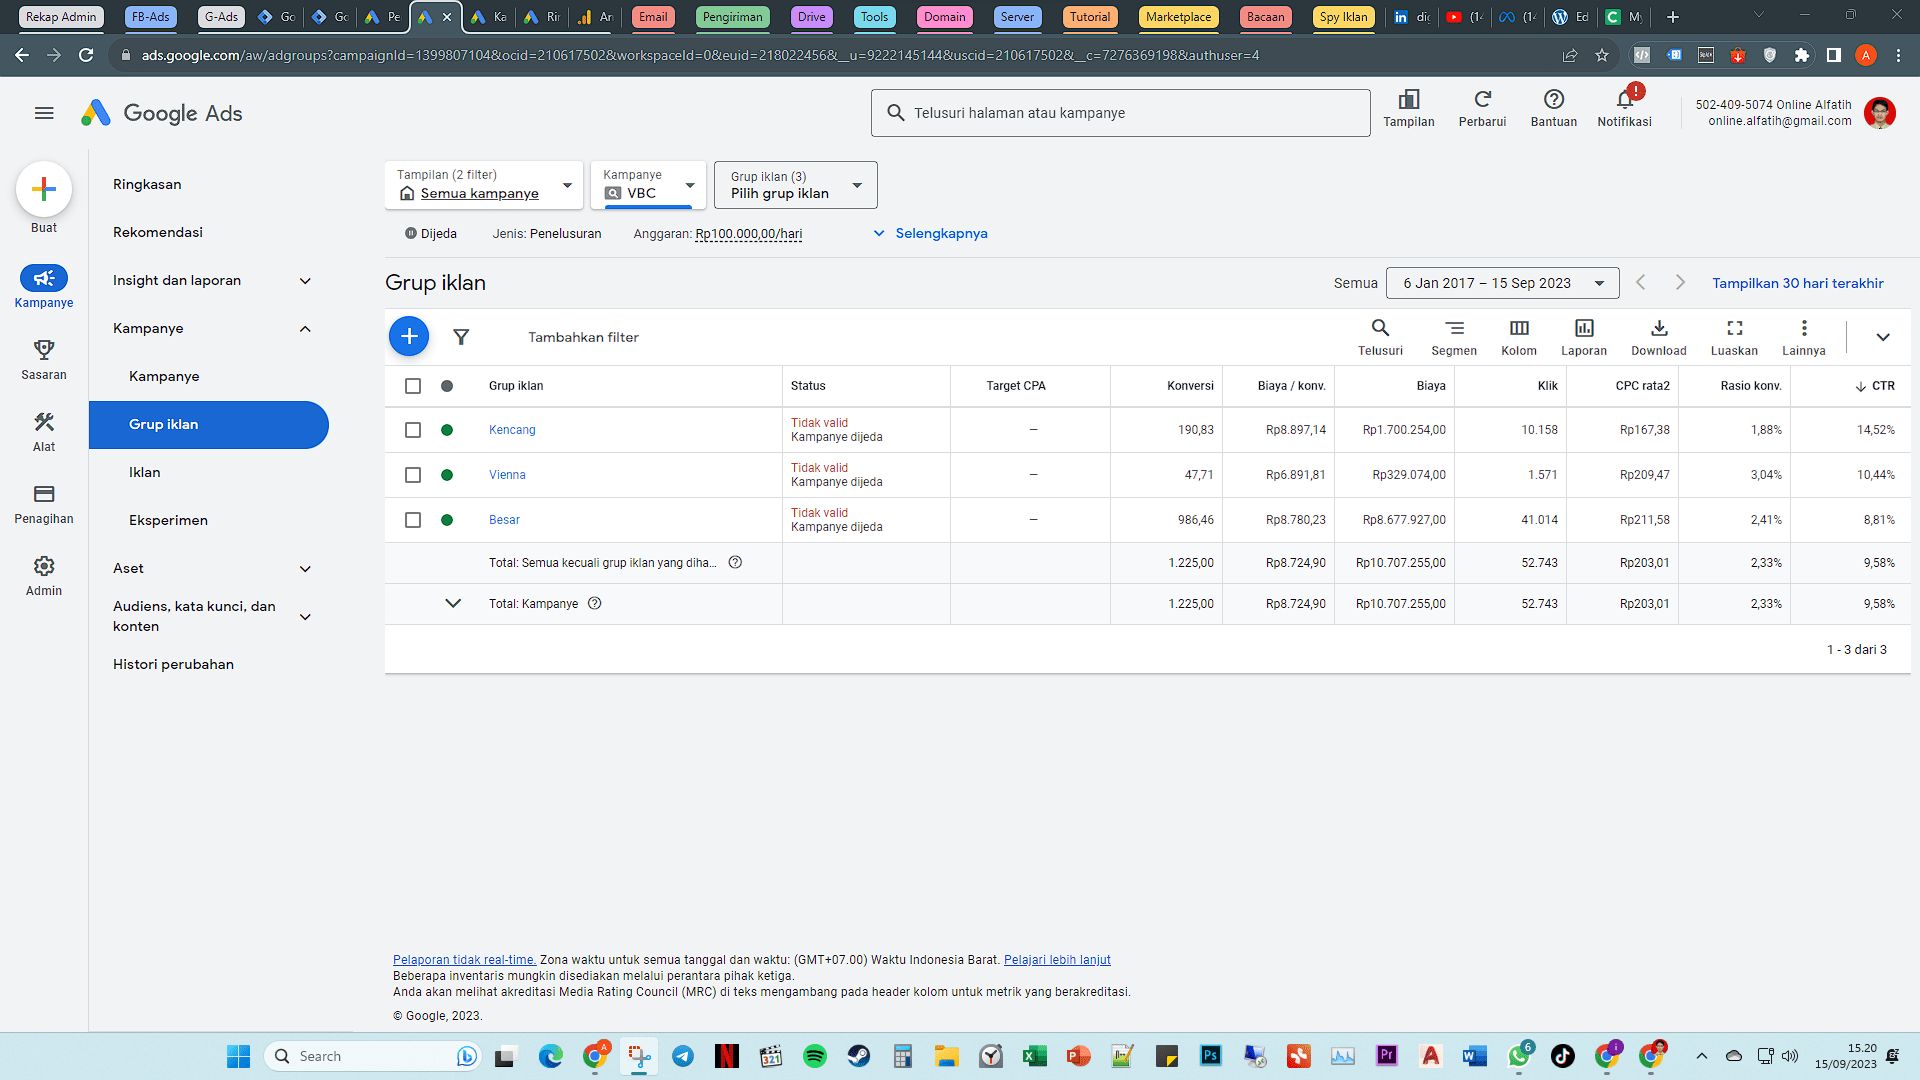 Rekap Admin
FB-Ads
G-Ads
Go
Go
Pe
Ka
Rin
An
Email
Pengiriman
Drive
Tools
Domain
Server
Tutorial
Marketplace
Bacaan
Spy Iklan
dig
(14
(14
Ed
My
ads.google.com/aw/adgroups?campaignId=1399807104&ocid=210617502&workspaceId=0&euid=218022456&__u=9222145144&uscid=210617502&__c=7276369198&authuser=4
A
Google Ads
Telusuri halaman atau kampanye
Tampilan
Perbarui
Bantuan
!
Notifikasi
502-409-5074 Online Alfatih
online.alfatih@gmail.com
Buat
Kampanye
Sasaran
Alat
Penagihan
Admin
Ringkasan
Rekomendasi
Insight dan laporan
Kampanye
Kampanye
Grup iklan
Iklan
Eksperimen
Aset
Audiens, kata kunci, dan
konten
Histori perubahan
Tampilan (2 filter)
Semua kampanye
Kampanye
VBC
Grup iklan (3)
Pilih grup iklan
Dijeda
Jenis: Penelusuran
Anggaran: Rp100.000,00/hari
Selengkapnya
Grup iklan
Semua
6 Jan 2017 – 15 Sep 2023
Tampilkan 30 hari terakhir
Tambahkan filter
Telusuri
Segmen
Kolom
Laporan
Download
Luaskan
Lainnya
Grup iklan Status Target CPA Konversi Biaya / konv. Biaya Klik CPC rata2 Rasio konv. CTR
Kencang Tidak valid Kampanye dijeda — 190,83 Rp8.897,14 Rp1.700.254,00 10.158 Rp167,38 1,88% 14,52%
Vienna Tidak valid Kampanye dijeda — 47,71 Rp6.891,81 Rp329.074,00 1.571 Rp209,47 3,04% 10,44%
Besar Tidak valid Kampanye dijeda — 986,46 Rp8.780,23 Rp8.677.927,00 41.014 Rp211,58 2,41% 8,81%
Total: Semua kecuali grup iklan yang diha... 1.225,00 Rp8.724,90 Rp10.707.255,00 52.743 Rp203,01 2,33% 9,58%
Total: Kampanye 1.225,00 Rp8.724,90 Rp10.707.255,00 52.743 Rp203,01 2,33% 9,58%
1 - 3 dari 3
Pelaporan tidak real-time. Zona waktu untuk semua tanggal dan waktu: (GMT+07.00) Waktu Indonesia Barat. Pelajari lebih lanjut
Beberapa inventaris mungkin disediakan melalui perantara pihak ketiga.
Anda akan melihat akreditasi Media Rating Council (MRC) di teks mengambang pada header kolom untuk metrik yang berakreditasi.
© Google, 2023.
Search
A
321
Ps
Pr
6
15.20
15/09/2023